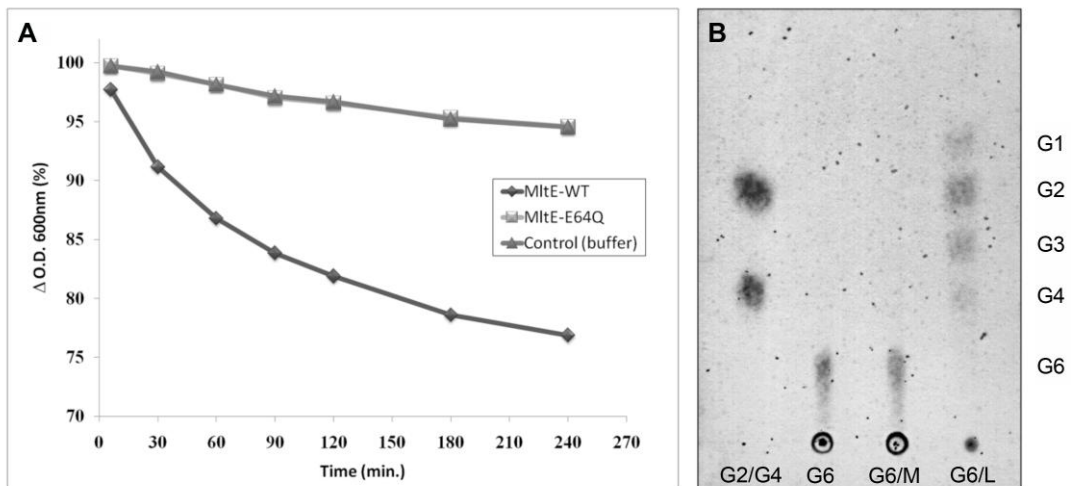 A
Δ O.D. 600nm (%)
100
95
90
85
80
75
70
MltE-WT
MltE-E64Q
Control (buffer)
0 30 60 90 120 150 180 210 240 270
Time (min.)
B
G1
G2
G3
G4
G6
G2/G4 G6 G6/M G6/L